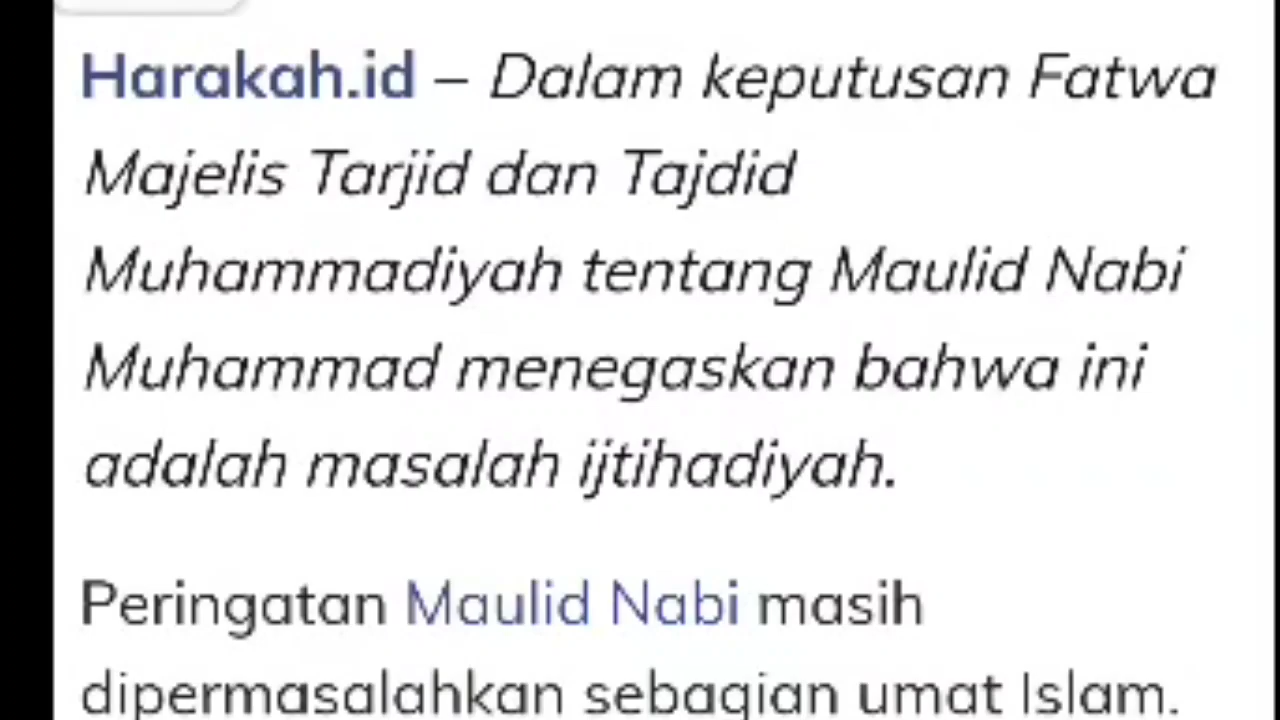 Harakah.id – Dalam keputusan Fatwa
Majelis Tarjid dan Tajdid
Muhammadiyah tentang Maulid Nabi
Muhammad menegaskan bahwa ini
adalah masalah ijtihadiyah.
Peringatan Maulid Nabi masih
dipermasalahkan sebagian umat Islam.